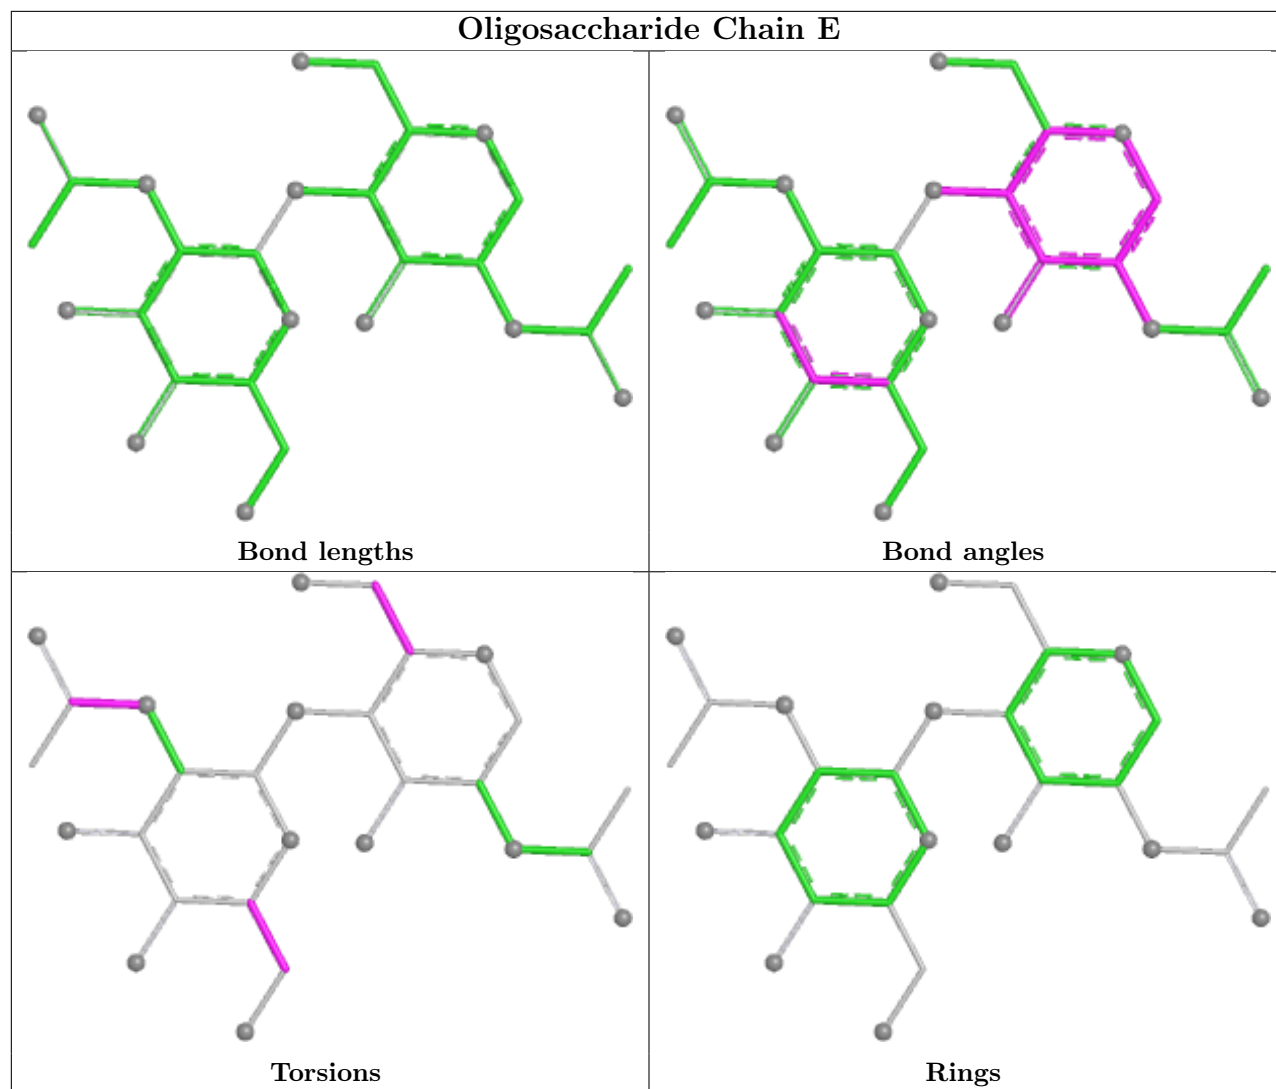 Oligosaccharide Chain E
Bond lengths
Bond angles
Torsions
Rings